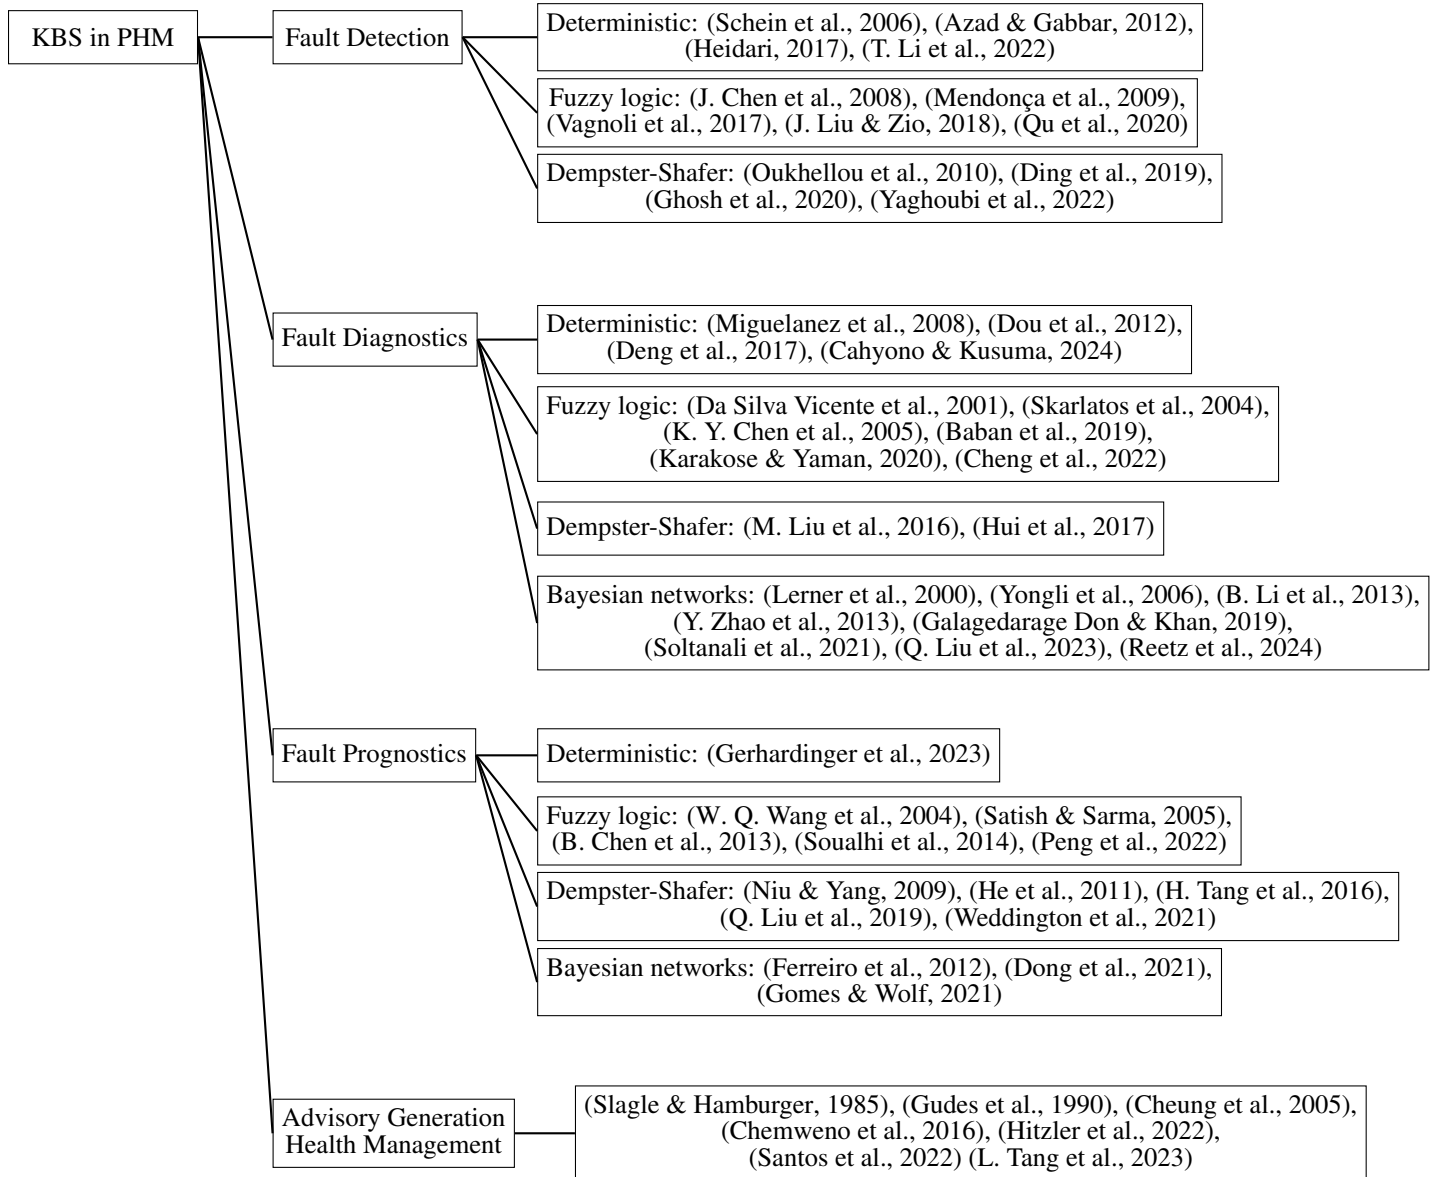 KBS in PHM
Fault Detection
Deterministic: (Schein et al., 2006), (Azad & Gabbar, 2012),
(Heidari, 2017), (T. Li et al., 2022)
Fuzzy logic: (J. Chen et al., 2008), (Mendonça et al., 2009),
(Vagnoli et al., 2017), (J. Liu & Zio, 2018), (Qu et al., 2020)
Dempster-Shafer: (Oukhellou et al., 2010), (Ding et al., 2019),
(Ghosh et al., 2020), (Yaghoubi et al., 2022)
Fault Diagnostics
Deterministic: (Miguelanez et al., 2008), (Dou et al., 2012),
(Deng et al., 2017), (Cahyono & Kusuma, 2024)
Fuzzy logic: (Da Silva Vicente et al., 2001), (Skarlatos et al., 2004),
(K. Y. Chen et al., 2005), (Baban et al., 2019),
(Karakose & Yaman, 2020), (Cheng et al., 2022)
Dempster-Shafer: (M. Liu et al., 2016), (Hui et al., 2017)
Bayesian networks: (Lerner et al., 2000), (Yongli et al., 2006), (B. Li et al., 2013),
(Y. Zhao et al., 2013), (Galagedarage Don & Khan, 2019),
(Soltanali et al., 2021), (Q. Liu et al., 2023), (Reetz et al., 2024)
Fault Prognostics
Deterministic: (Gerhardinger et al., 2023)
Fuzzy logic: (W. Q. Wang et al., 2004), (Satish & Sarma, 2005),
(B. Chen et al., 2013), (Soualhi et al., 2014), (Peng et al., 2022)
Dempster-Shafer: (Niu & Yang, 2009), (He et al., 2011), (H. Tang et al., 2016),
(Q. Liu et al., 2019), (Weddington et al., 2021)
Bayesian networks: (Ferreiro et al., 2012), (Dong et al., 2021),
(Gomes & Wolf, 2021)
Advisory Generation
Health Management
(Slagle & Hamburger, 1985), (Gudes et al., 1990), (Cheung et al., 2005),
(Chemweno et al., 2016), (Hitzler et al., 2022),
(Santos et al., 2022) (L. Tang et al., 2023)